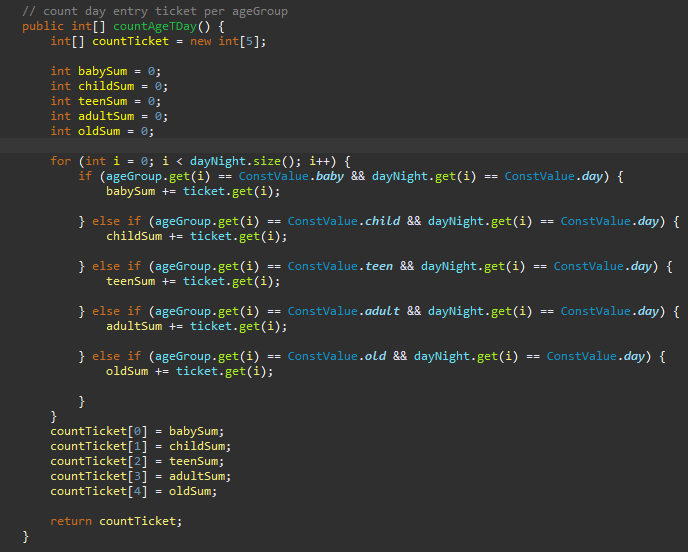 // count day entry ticket per ageGroup
public int[] countAgeTDay() {
int[] countTicket = new int[5];
int babySum = 0;
int childSum = 0;
int teenSum = 0;
int adultSum = 0;
int oldSum = 0;
for (int i = 0; i < dayNight.size(); i++) {
if (ageGroup.get(i) == ConstValue.baby && dayNight.get(i) == ConstValue.day) {
babySum += ticket.get(i);
} else if (ageGroup.get(i) == ConstValue.child && dayNight.get(i) == ConstValue.day) {
childSum += ticket.get(i);
} else if (ageGroup.get(i) == ConstValue.teen && dayNight.get(i) == ConstValue.day) {
teenSum += ticket.get(i);
} else if (ageGroup.get(i) == ConstValue.adult && dayNight.get(i) == ConstValue.day) {
adultSum += ticket.get(i);
} else if (ageGroup.get(i) == ConstValue.old && dayNight.get(i) == ConstValue.day) {
oldSum += ticket.get(i);
}
}
countTicket[0] = babySum;
countTicket[1] = childSum;
countTicket[2] = teenSum;
countTicket[3] = adultSum;
countTicket[4] = oldSum;
return countTicket;
}